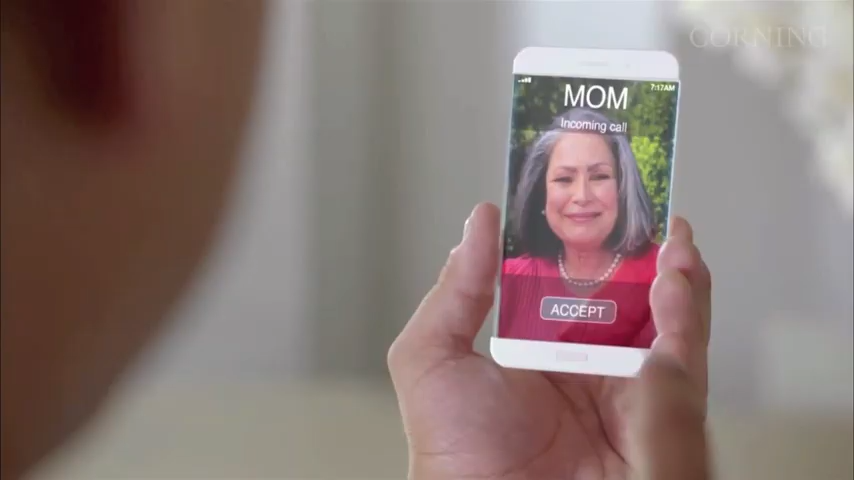 CORNING
7:17AM
MOM
Incoming call
ACCEPT